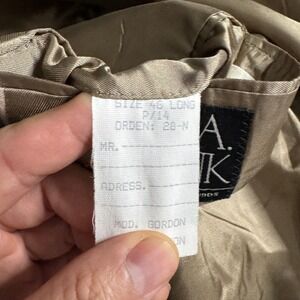 SIZE 46 LONG
P/14
ORDEN: 28-N
MR.
ADRESS.
MOD. GORDON
A.